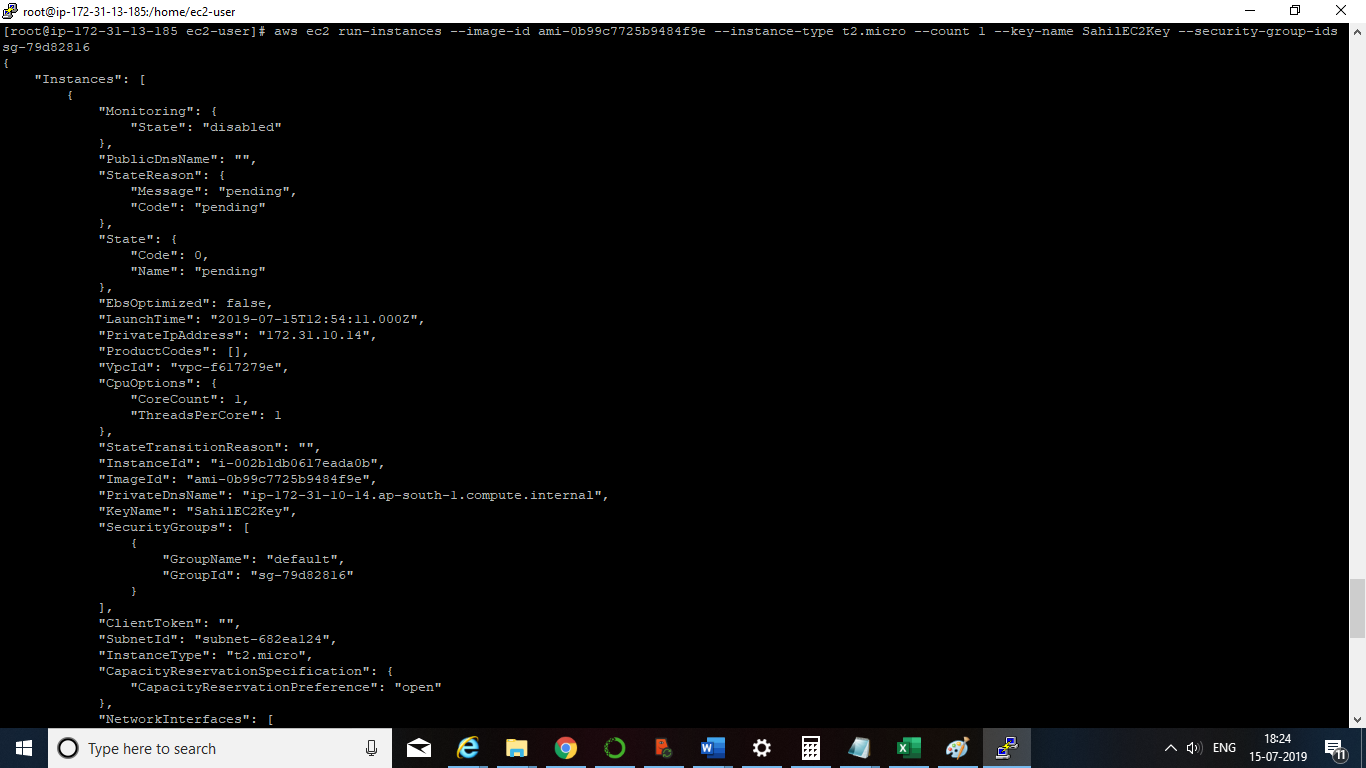 root@ip-172-31-13-185:/home/ec2-user
[root@ip-172-31-13-185 ec2-user]# aws ec2 run-instances --image-id ami-0b99c7725b9484f9e --instance-type t2.micro --count 1 --key-name SahilEC2Key --security-group-ids
sg-79d82816
{
    "Instances": [
        {
            "Monitoring": {
                "State": "disabled"
            },
            "PublicDnsName": "",
            "StateReason": {
                "Message": "pending",
                "Code": "pending"
            },
            "State": {
                "Code": 0,
                "Name": "pending"
            },
            "EbsOptimized": false,
            "LaunchTime": "2019-07-15T12:54:11.000Z",
            "PrivateIpAddress": "172.31.10.14",
            "ProductCodes": [],
            "VpcId": "vpc-f617279e",
            "CpuOptions": {
                "CoreCount": 1,
                "ThreadsPerCore": 1
            },
            "StateTransitionReason": "",
            "InstanceId": "i-002b1db0617eada0b",
            "ImageId": "ami-0b99c7725b9484f9e",
            "PrivateDnsName": "ip-172-31-10-14.ap-south-1.compute.internal",
            "KeyName": "SahilEC2Key",
            "SecurityGroups": [
                {
                    "GroupName": "default",
                    "GroupId": "sg-79d82816"
                }
            ],
            "ClientToken": "",
            "SubnetId": "subnet-682ea124",
            "InstanceType": "t2.micro",
            "CapacityReservationSpecification": {
                "CapacityReservationPreference": "open"
            },
            "NetworkInterfaces": [
Type here to search
ENG
18:24
15-07-2019
11